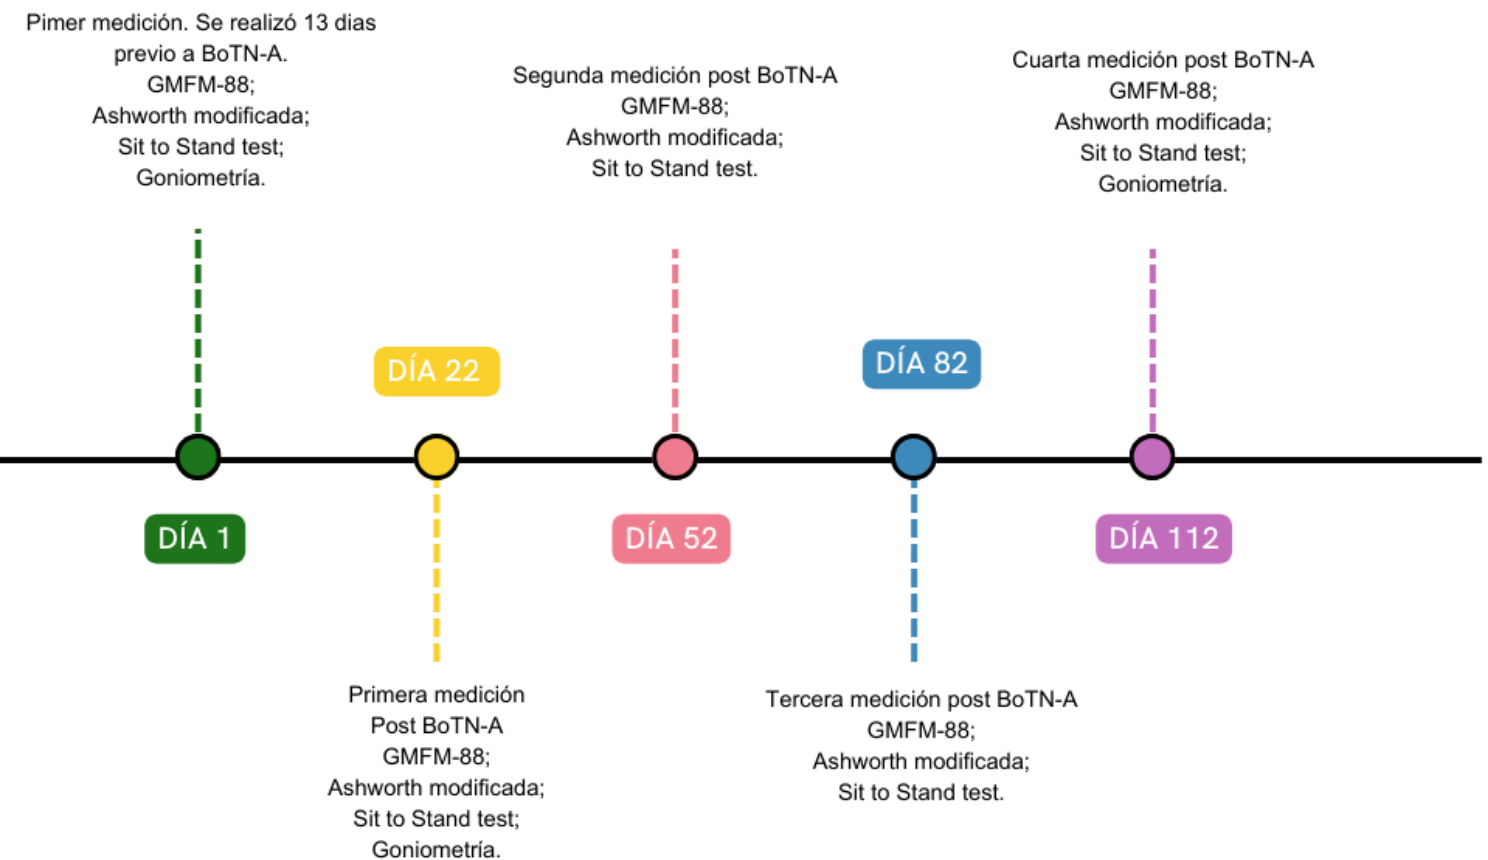 Pimer medición. Se realizó 13 dias
previo a BoTN-A.
GMFM-88;
Ashworth modificada;
Sit to Stand test;
Goniometría.
DÍA 1
DÍA 22
Primera medición
Post BoTN-A
GMFM-88;
Ashworth modificada;
Sit to Stand test;
Goniometría.
Segunda medición post BoTN-A
GMFM-88;
Ashworth modificada;
Sit to Stand test.
DÍA 52
DÍA 82
Tercera medición post BoTN-A
GMFM-88;
Ashworth modificada;
Sit to Stand test.
Cuarta medición post BoTN-A
GMFM-88;
Ashworth modificada;
Sit to Stand test;
Goniometría.
DÍA 112